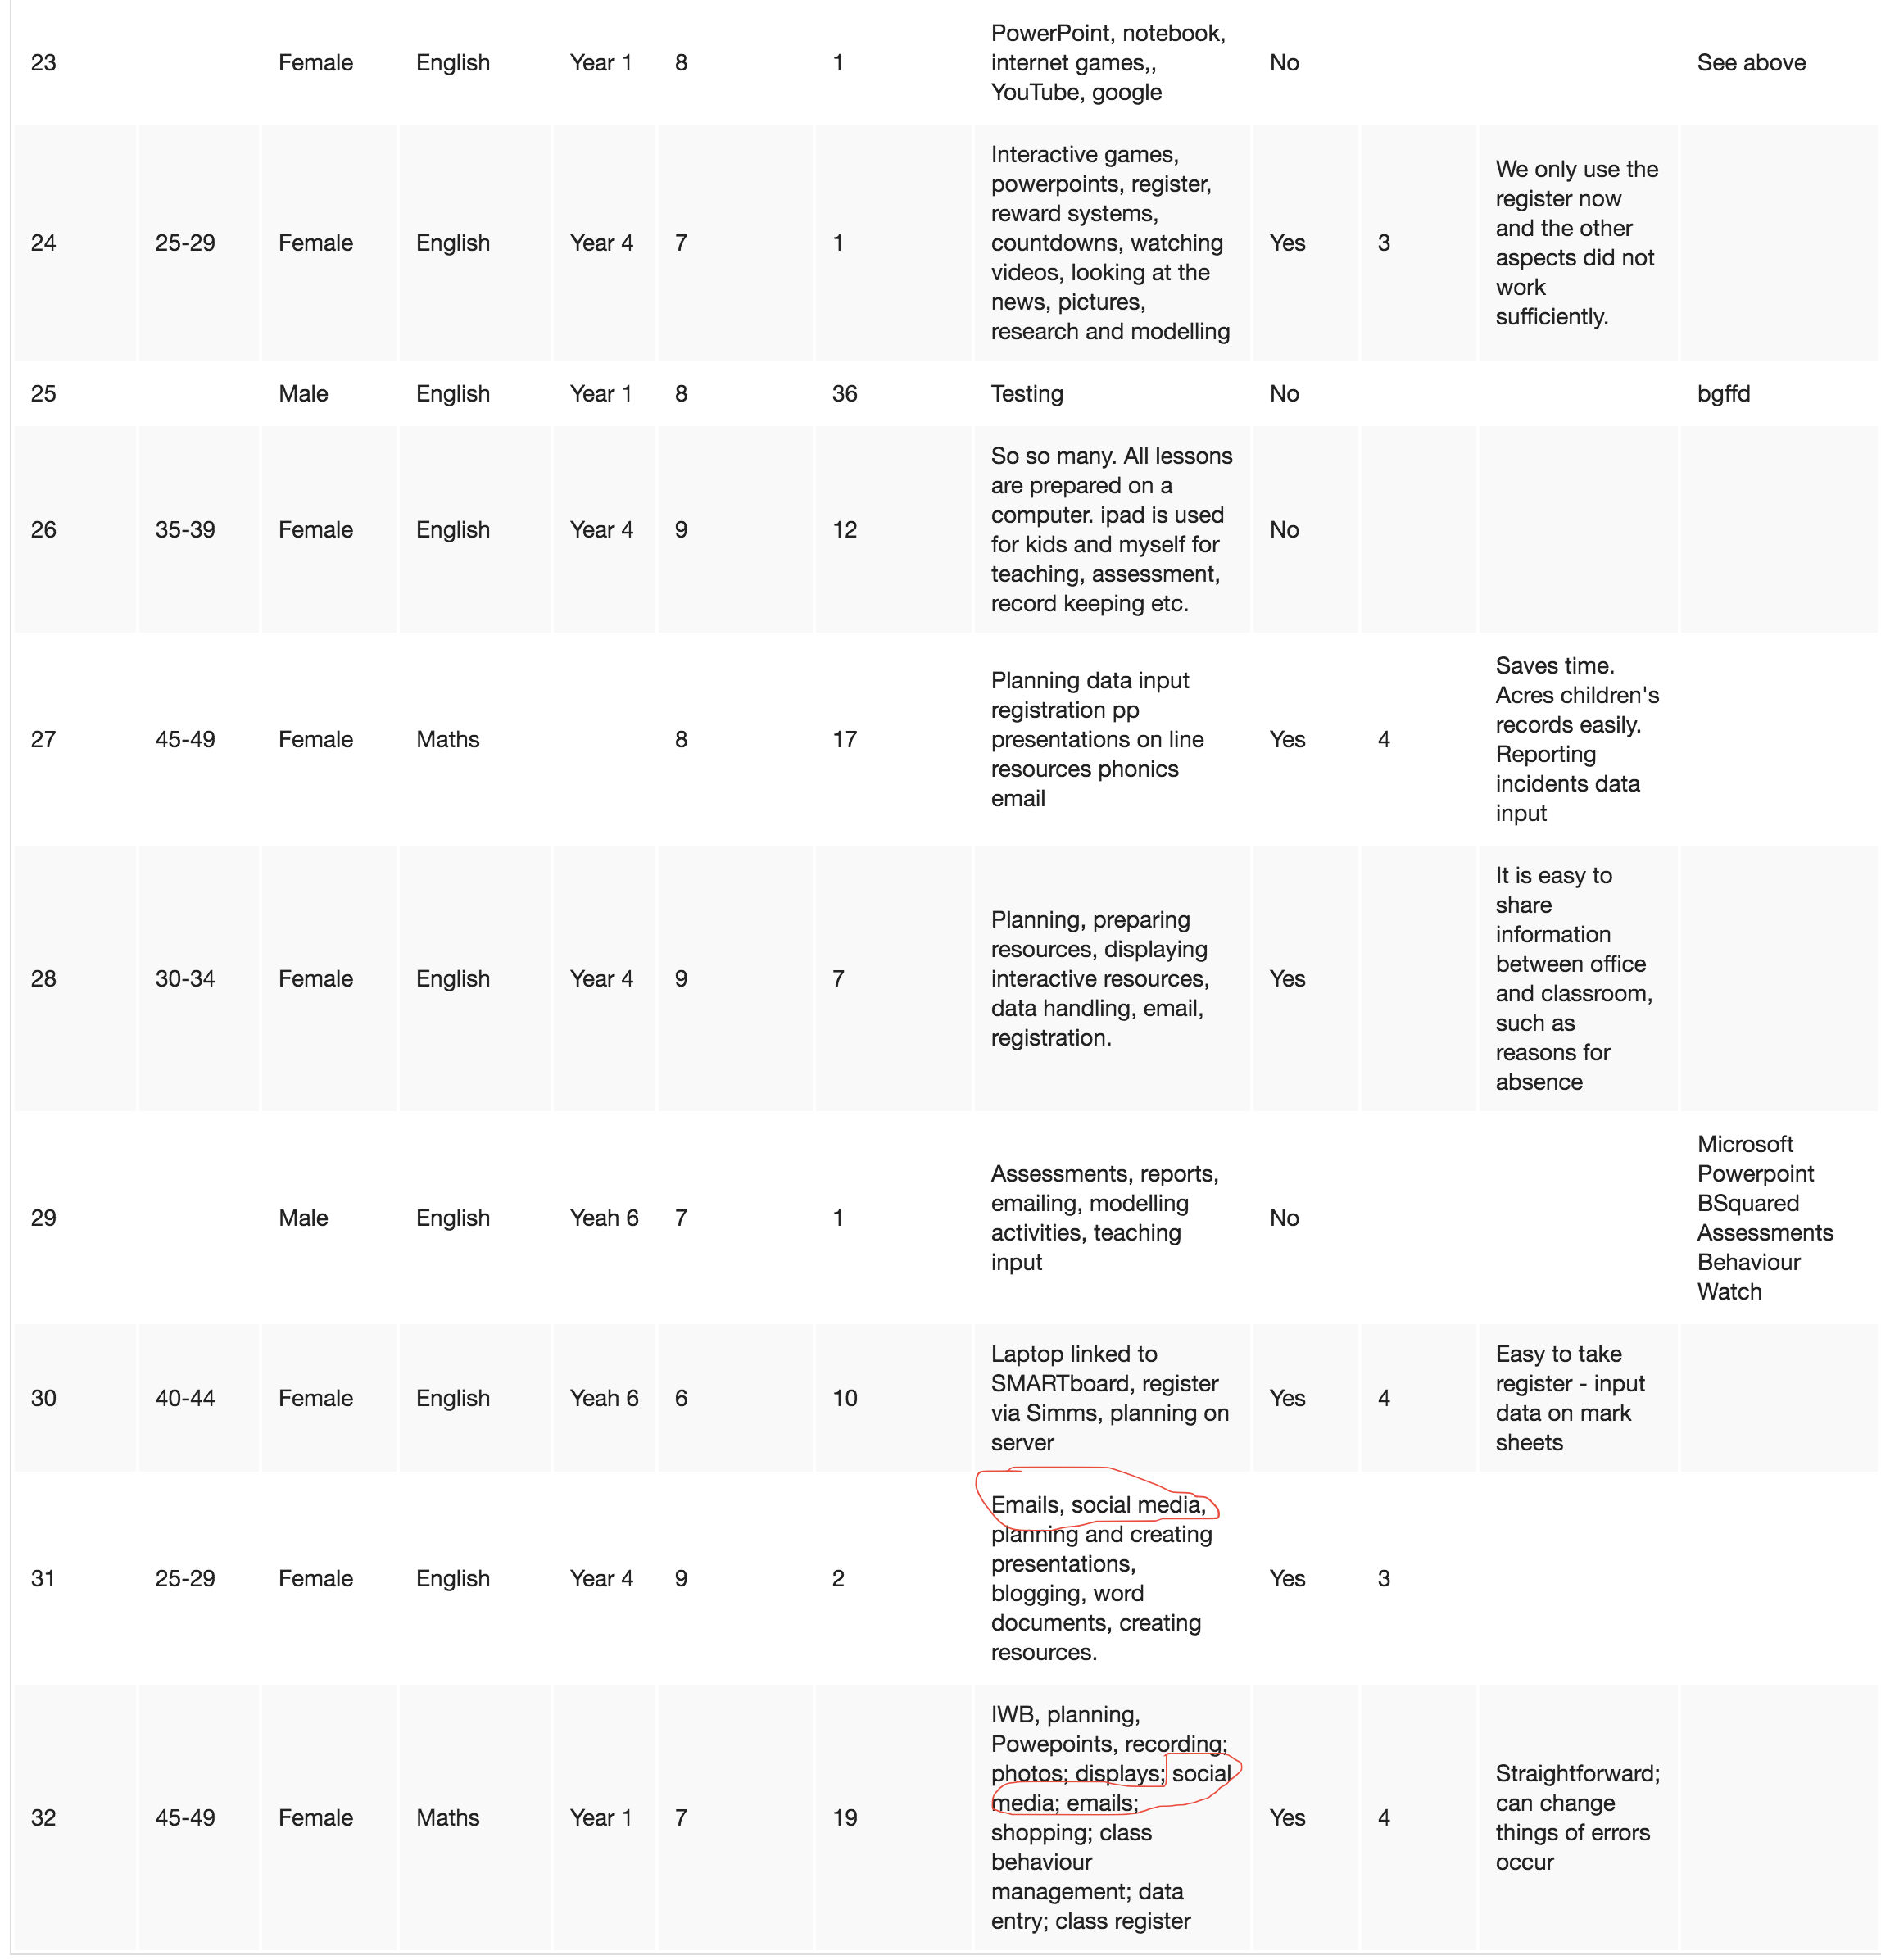 23 Female English Year 1 8 1 No See above
PowerPoint, notebook,
internet games,,
YouTube, google
24 25-29 Female English Year 4 7 1 Yes 3
Interactive games,
powerpoints, register,
reward systems,
countdowns, watching
videos, looking at the
news, pictures,
research and modelling
We only use the
register now
and the other
aspects did not
work
sufficiently.
25 Male English Year 1 8 36 Testing No bgffd
26 35-39 Female English Year 4 9 12 No
So so many. All lessons
are prepared on a
computer. ipad is used
for kids and myself for
teaching, assessment,
record keeping etc.
27 45-49 Female Maths 8 17 Yes 4
Planning data input
registration pp
presentations on line
resources phonics
email
Saves time.
Acres children's
records easily.
Reporting
incidents data
input
28 30-34 Female English Year 4 9 7 Yes
Planning, preparing
resources, displaying
interactive resources,
data handling, email,
registration.
It is easy to
share
information
between office
and classroom,
such as
reasons for
absence
29 Male English Yeah 6 7 1 No
Assessments, reports,
emailing, modelling
activities, teaching
input
Microsoft
Powerpoint
BSquared
Assessments
Behaviour
Watch
30 40-44 Female English Yeah 6 6 10 Yes 4
Laptop linked to
SMARTboard, register
via Simms, planning on
server
Easy to take
register - input
data on mark
sheets
31 25-29 Female English Year 4 9 2 Yes 3
Emails, social media,
planning and creating
presentations,
blogging, word
documents, creating
resources.
32 45-49 Female Maths Year 1 7 19 Yes 4
IWB, planning,
Powepoints, recording;
photos; displays; social
media; emails;
shopping; class
behaviour
management; data
entry; class register
Straightforward;
can change
things of errors
occur